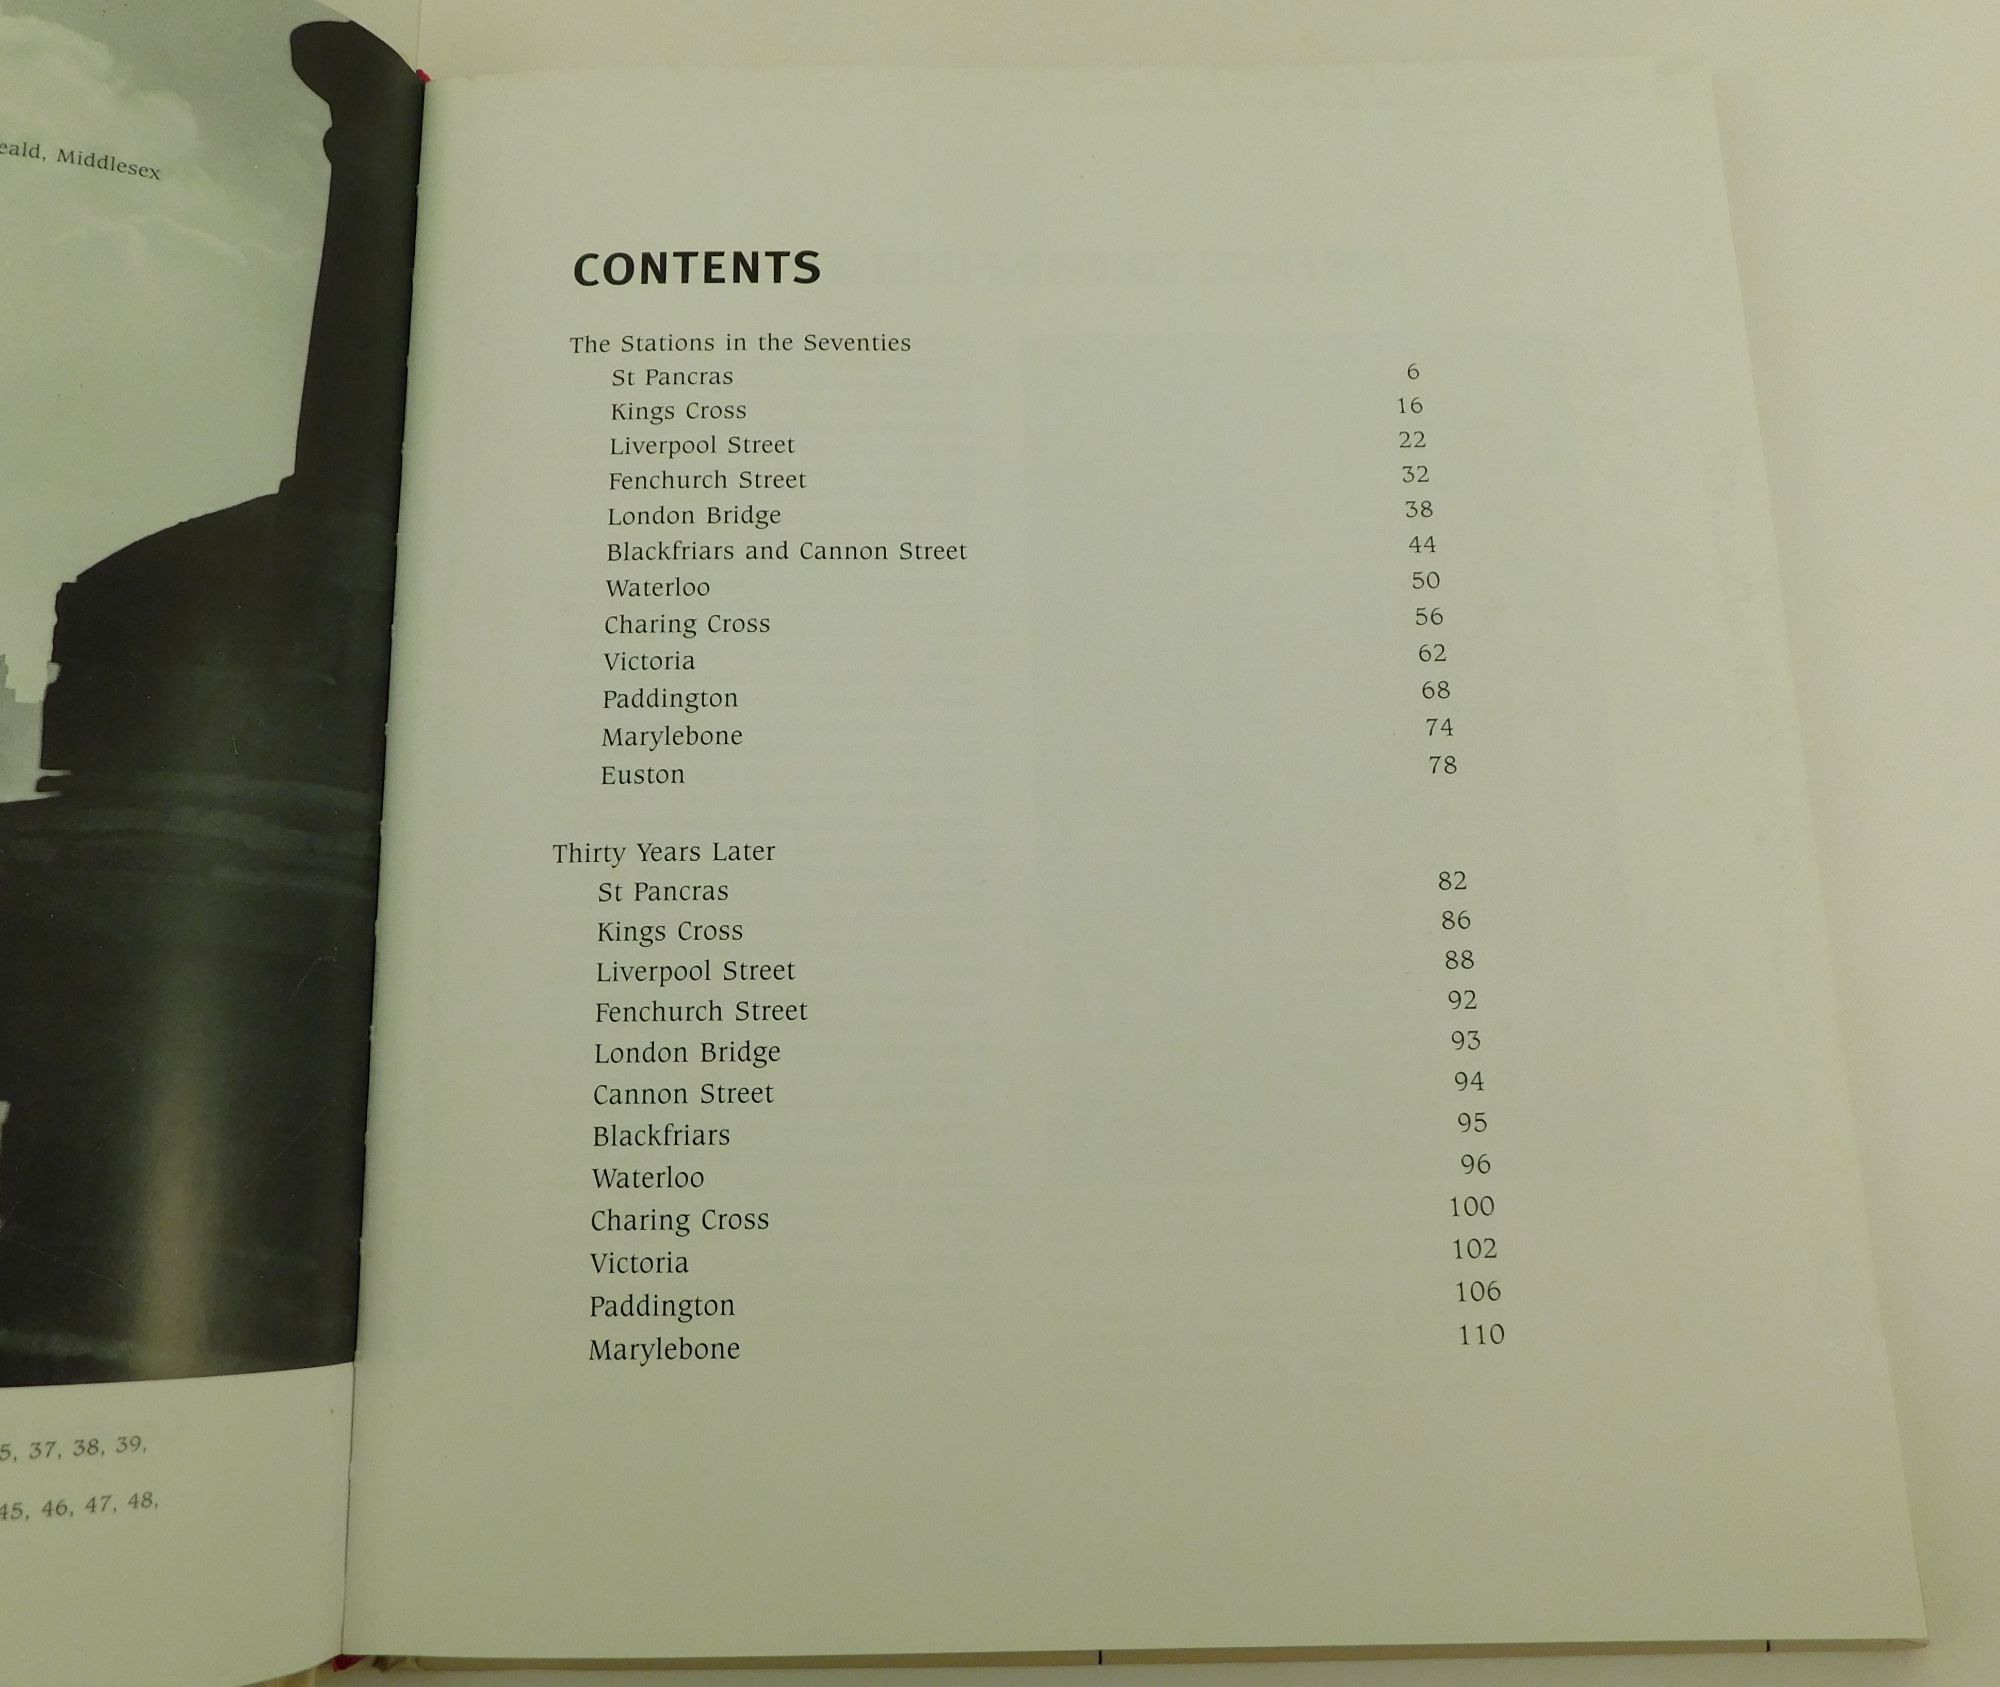 eald, Middlesex
5, 37, 38, 39,
45, 46, 47, 48,
CONTENTS
The Stations in the Seventies
St Pancras 6
Kings Cross 16
Liverpool Street 22
Fenchurch Street 32
London Bridge 38
Blackfriars and Cannon Street 44
Waterloo 50
Charing Cross 56
Victoria 62
Paddington 68
Marylebone 74
Euston 78
Thirty Years Later
St Pancras 82
Kings Cross 86
Liverpool Street 88
Fenchurch Street 92
London Bridge 93
Cannon Street 94
Blackfriars 95
Waterloo 96
Charing Cross 100
Victoria 102
Paddington 106
Marylebone 110